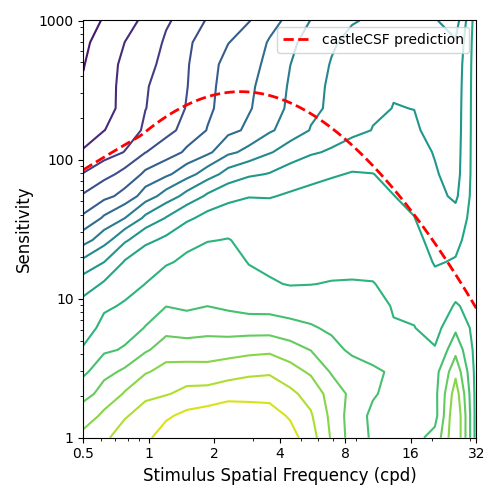 1000
castleCSF prediction
100
10
1
Sensitivity
0.5 1 2 4 8 16 32
Stimulus Spatial Frequency (cpd)